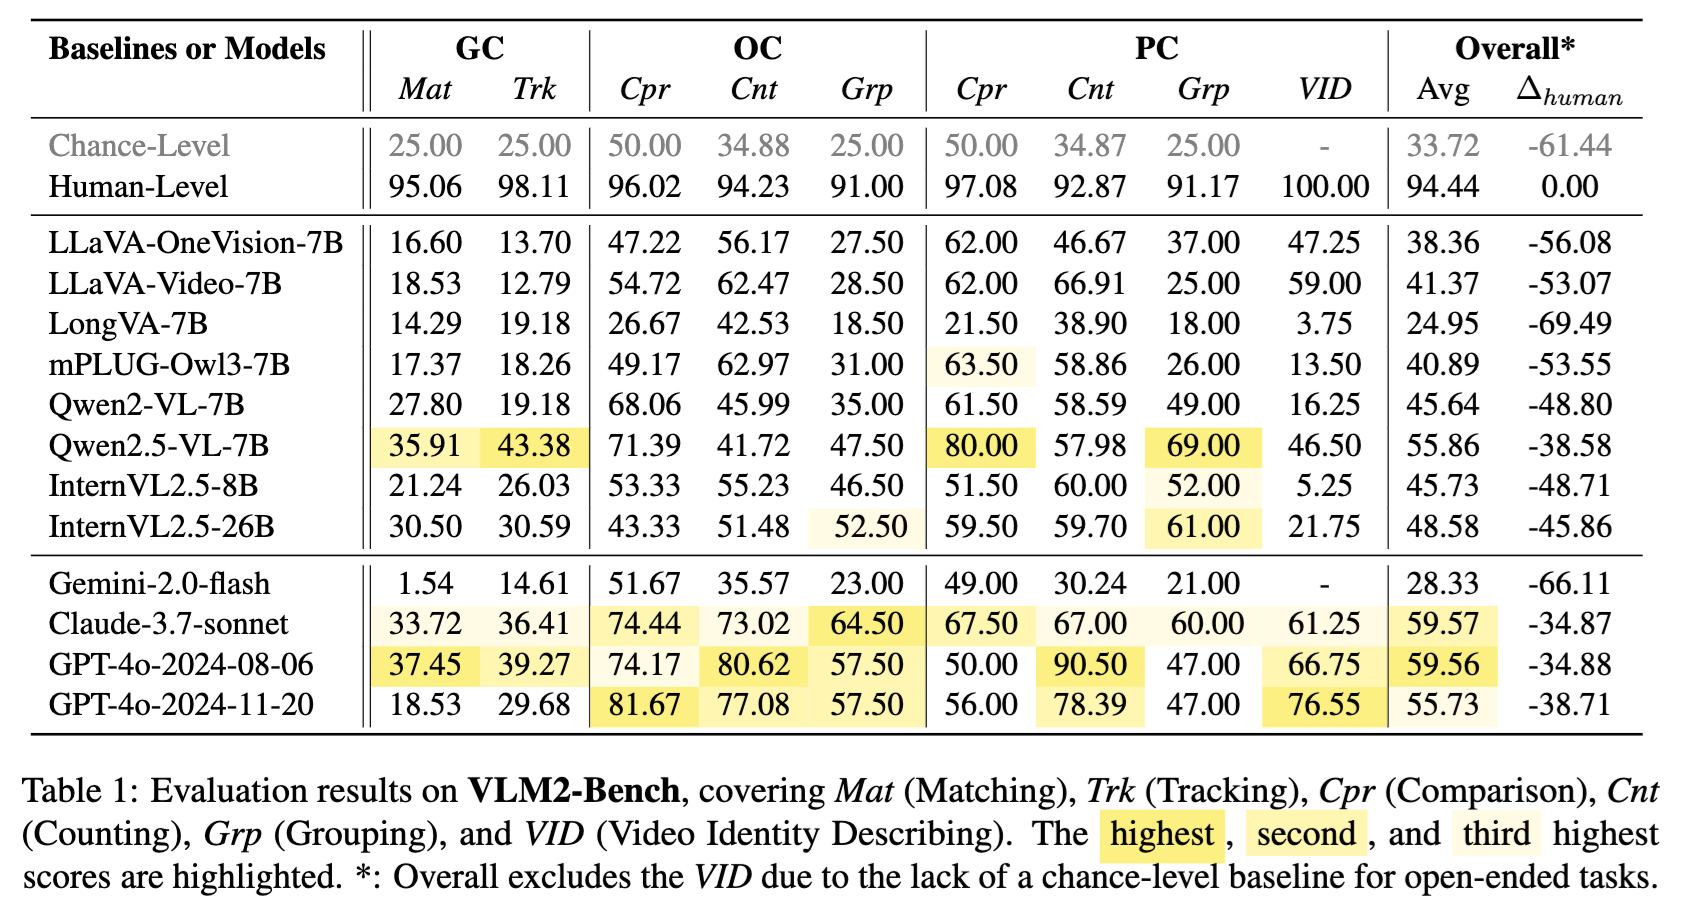 Baselines or Models GC OC PC Overall*
Mat Trk Cpr Cnt Grp Cpr Cnt Grp VID Avg Δhuman
Chance-Level 25.00 25.00 50.00 34.88 25.00 50.00 34.87 25.00 - 33.72 -61.44
Human-Level 95.06 98.11 96.02 94.23 91.00 97.08 92.87 91.17 100.00 94.44 0.00
LLaVA-OneVision-7B 16.60 13.70 47.22 56.17 27.50 62.00 46.67 37.00 47.25 38.36 -56.08
LLaVA-Video-7B 18.53 12.79 54.72 62.47 28.50 62.00 66.91 25.00 59.00 41.37 -53.07
LongVA-7B 14.29 19.18 26.67 42.53 18.50 21.50 38.90 18.00 3.75 24.95 -69.49
mPLUG-Owl3-7B 17.37 18.26 49.17 62.97 31.00 63.50 58.86 26.00 13.50 40.89 -53.55
Qwen2-VL-7B 27.80 19.18 68.06 45.99 35.00 61.50 58.59 49.00 16.25 45.64 -48.80
Qwen2.5-VL-7B 35.91 43.38 71.39 41.72 47.50 80.00 57.98 69.00 46.50 55.86 -38.58
InternVL2.5-8B 21.24 26.03 53.33 55.23 46.50 51.50 60.00 52.00 5.25 45.73 -48.71
InternVL2.5-26B 30.50 30.59 43.33 51.48 52.50 59.50 59.70 61.00 21.75 48.58 -45.86
Gemini-2.0-flash 1.54 14.61 51.67 35.57 23.00 49.00 30.24 21.00 - 28.33 -66.11
Claude-3.7-sonnet 33.72 36.41 74.44 73.02 64.50 67.50 67.00 60.00 61.25 59.57 -34.87
GPT-4o-2024-08-06 37.45 39.27 74.17 80.62 57.50 50.00 90.50 47.00 66.75 59.56 -34.88
GPT-4o-2024-11-20 18.53 29.68 81.67 77.08 57.50 56.00 78.39 47.00 76.55 55.73 -38.71
Table 1: Evaluation results on VLM2-Bench, covering Mat (Matching), Trk (Tracking), Cpr (Comparison), Cnt
(Counting), Grp (Grouping), and VID (Video Identity Describing). The highest , second , and third highest
scores are highlighted. *: Overall excludes the VID due to the lack of a chance-level baseline for open-ended tasks.